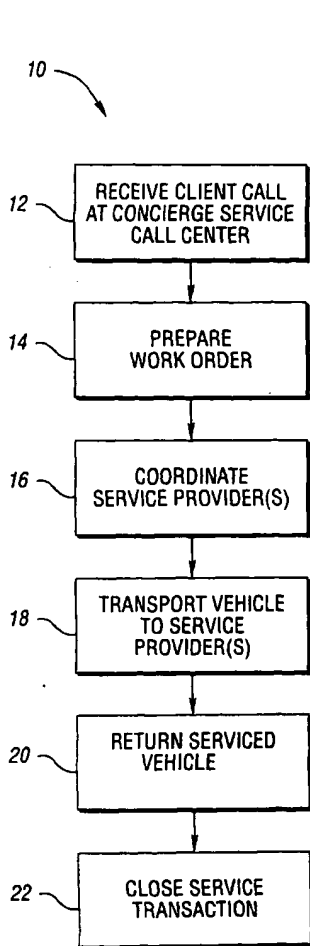 10
12
RECEIVE CLIENT CALL
AT CONCIERGE SERVICE
CALL CENTER
14
PREPARE
WORK ORDER
16
COORDINATE
SERVICE PROVIDER(S)
18
TRANSPORT VEHICLE
TO SERVICE
PROVIDER(S)
20
RETURN SERVICED
VEHICLE
22
CLOSE SERVICE
TRANSACTION